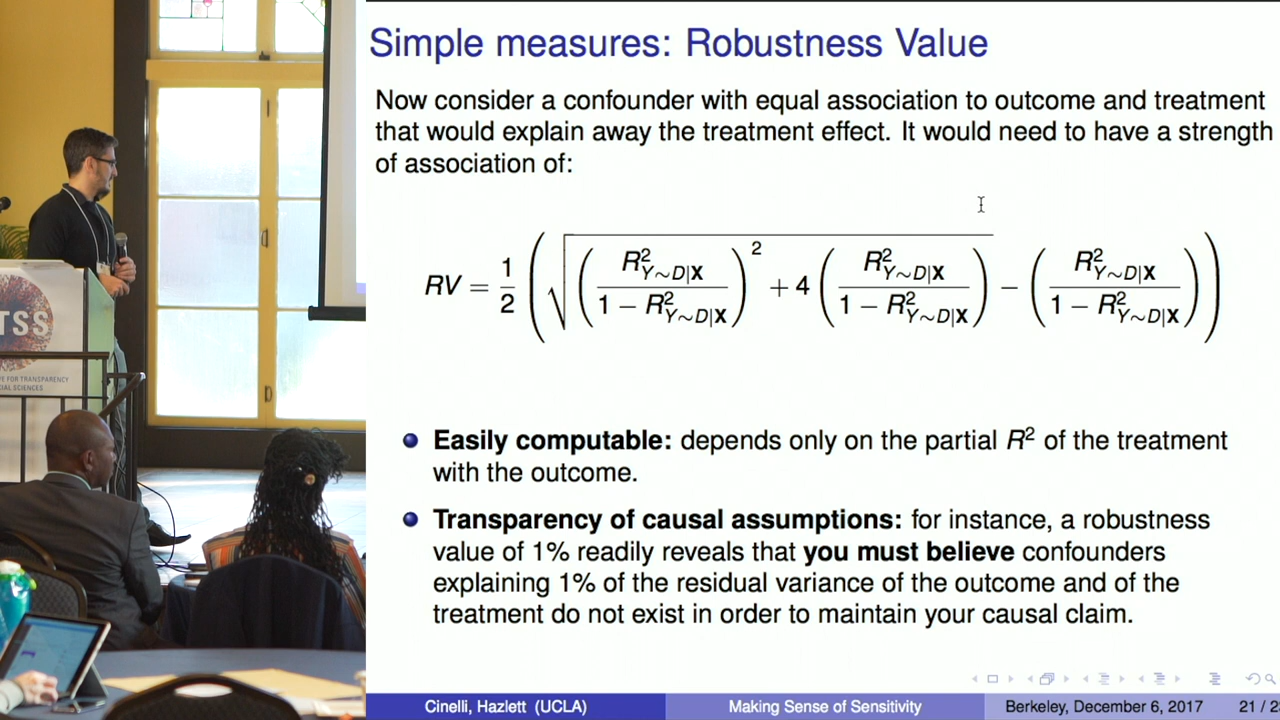 Simple measures: Robustness Value
Now consider a confounder with equal association to outcome and treatment
that would explain away the treatment effect. It would need to have a strength
of association of:
RV = 1/2 ( √( (R²_{Y∼D|X} / (1 − R²_{Y∼D|X}))² + 4 (R²_{Y∼D|X} / (1 − R²_{Y∼D|X})) ) − (R²_{Y∼D|X} / (1 − R²_{Y∼D|X})) )
Easily computable: depends only on the partial R² of the treatment
with the outcome.
Transparency of causal assumptions: for instance, a robustness
value of 1% readily reveals that you must believe confounders
explaining 1% of the residual variance of the outcome and of the
treatment do not exist in order to maintain your causal claim.
Cinelli, Hazlett (UCLA)
Making Sense of Sensitivity
Berkeley, December 6, 2017
21 / 2
TSS
E FOR TRANSPARENCY
CIAL SCIENCES